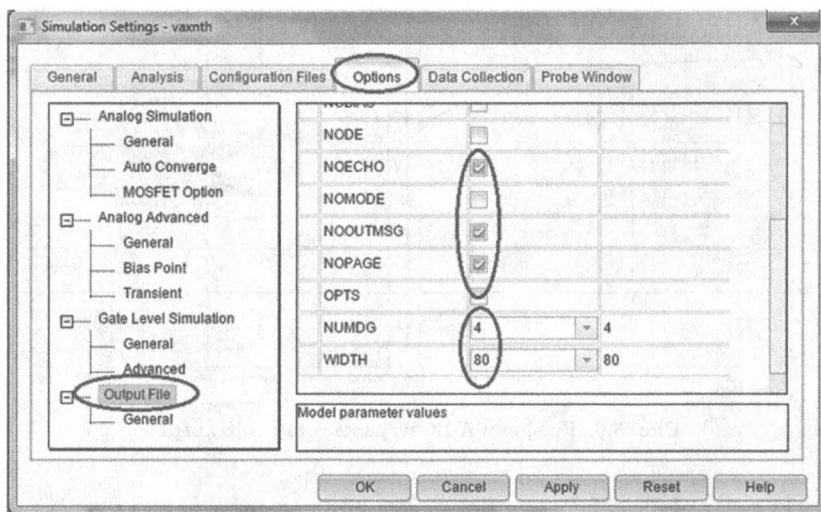 Simulation Settings - vaxnth
General Analysis Configuration Files Options Data Collection Probe Window
Analog Simulation
General
Auto Converge
MOSFET Option
Analog Advanced
General
Bias Point
Transient
Gate Level Simulation
General
Advanced
Output File
General
NODE
NOECHO
NOMODE
NOOUTMSG
NOPAGE
OPTS
NUMDG 4 4
WIDTH 80 80
Model parameter values
OK Cancel Apply Reset Help